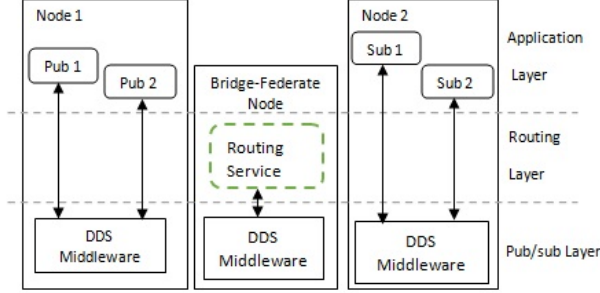 Node 1
Pub 1
Pub 2
DDS
Middleware
Bridge-Federate
Node
Routing
Service
DDS
Middleware
Node 2
Sub 1
Sub 2
DDS
Middleware
Application
Layer
Routing
Layer
Pub/sub Layer